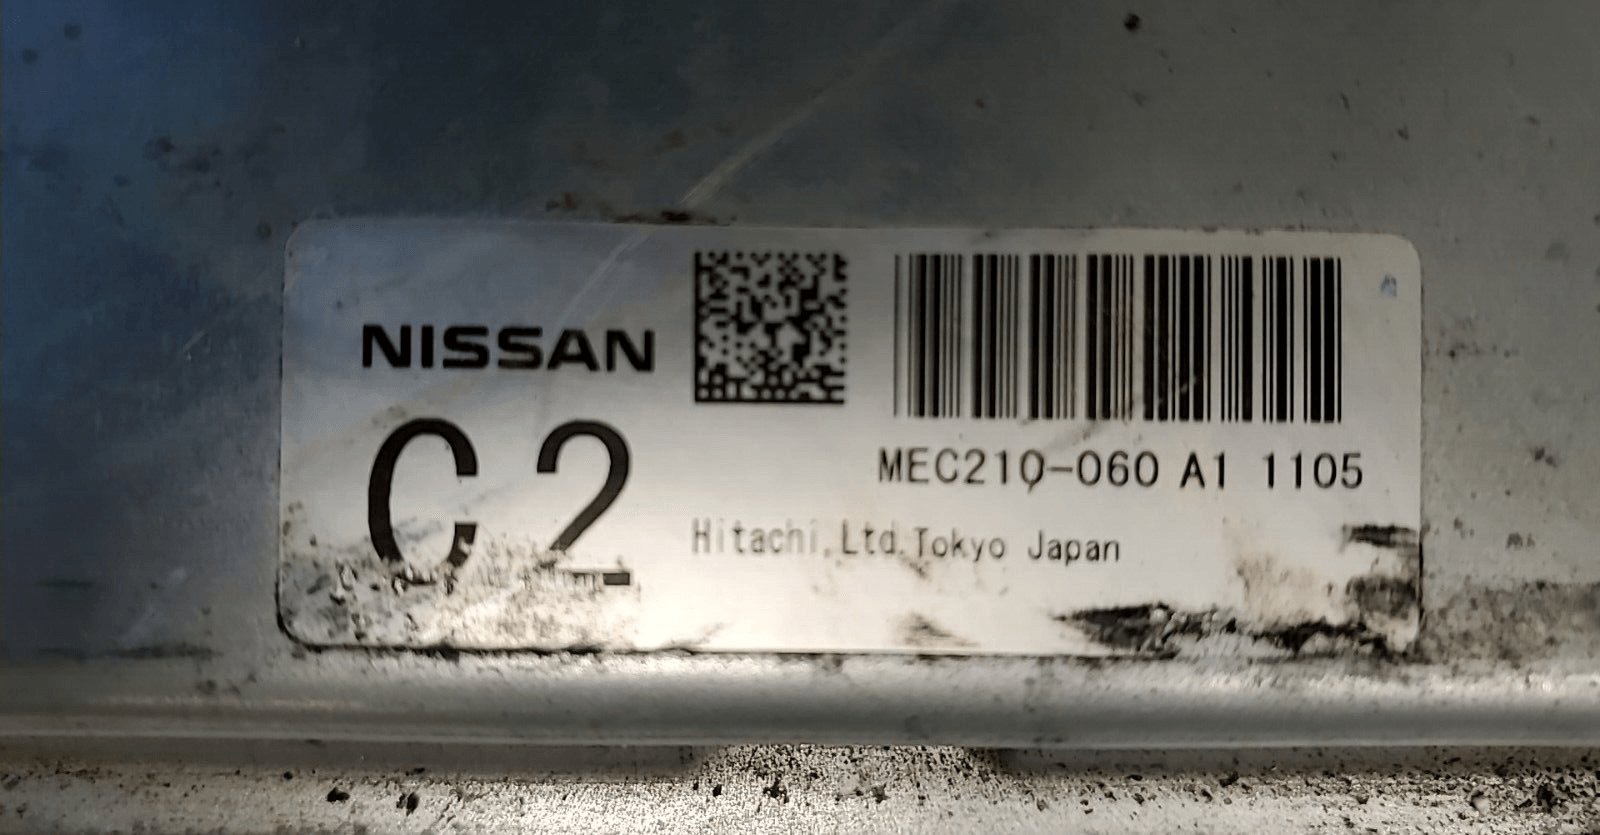 NISSAN
C2
MEC210-060 A1 1105
Hitachi,Ltd.Tokyo Japan